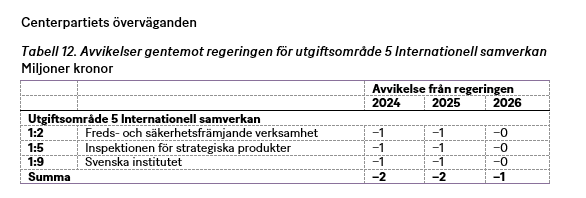 Centerpartiets överväganden
Tabell 12. Avvikelser gentemot regeringen för utgiftsområde 5 Internationell samverkan
Miljoner kronor
Avvikelse från regeringen
2024 2025 2026
Utgiftsområde 5 Internationell samverkan
1:2 Freds- och säkerhetsfrämjande verksamhet −1 −1 −0
1:5 Inspektionen för strategiska produkter −1 −1 −0
1:9 Svenska institutet −1 −1 −0
Summa −2 −2 −1